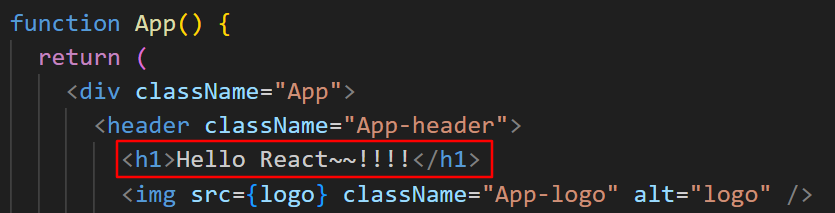 function App() {
return (
<div className="App">
<header className="App-header">
<h1>Hello React~~!!!!</h1>
<img src={logo} className="App-logo" alt="logo" />